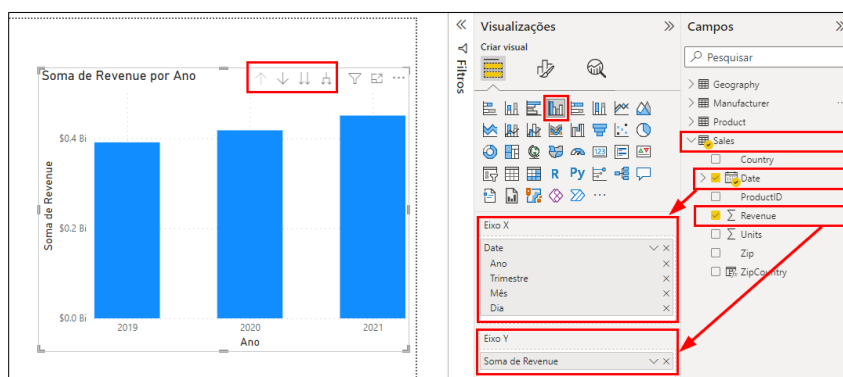 Soma de Revenue por Ano
$0.4 Bi
$0.2 Bi
$0.0 Bi
Soma de Revenue
2019
2020
2021
Ano
Filtros
Visualizações
Criar visual
123
R
Py
Eixo X
Date
Ano
Trimestre
Mês
Dia
Eixo Y
Soma de Revenue
Campos
Pesquisar
Geography
Manufacturer
Product
Sales
Country
Date
ProductID
Revenue
Units
Zip
ZipCountry